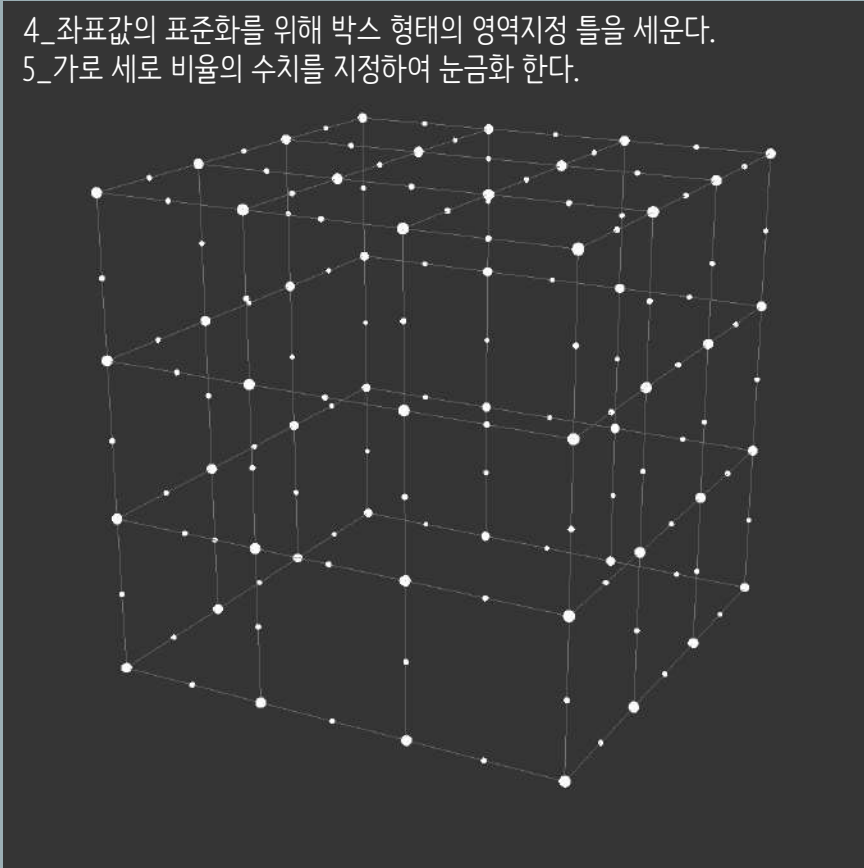 4_좌표값의 표준화를 위해 박스 형태의 영역지정 틀을 세운다.
5_가로 세로 비율의 수치를 지정하여 눈금화 한다.